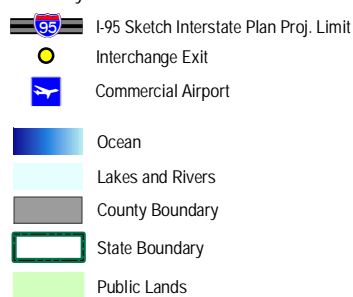 95 I-95 Sketch Interstate Plan Proj. Limit
Interchange Exit
Commercial Airport
Ocean
Lakes and Rivers
County Boundary
State Boundary
Public Lands